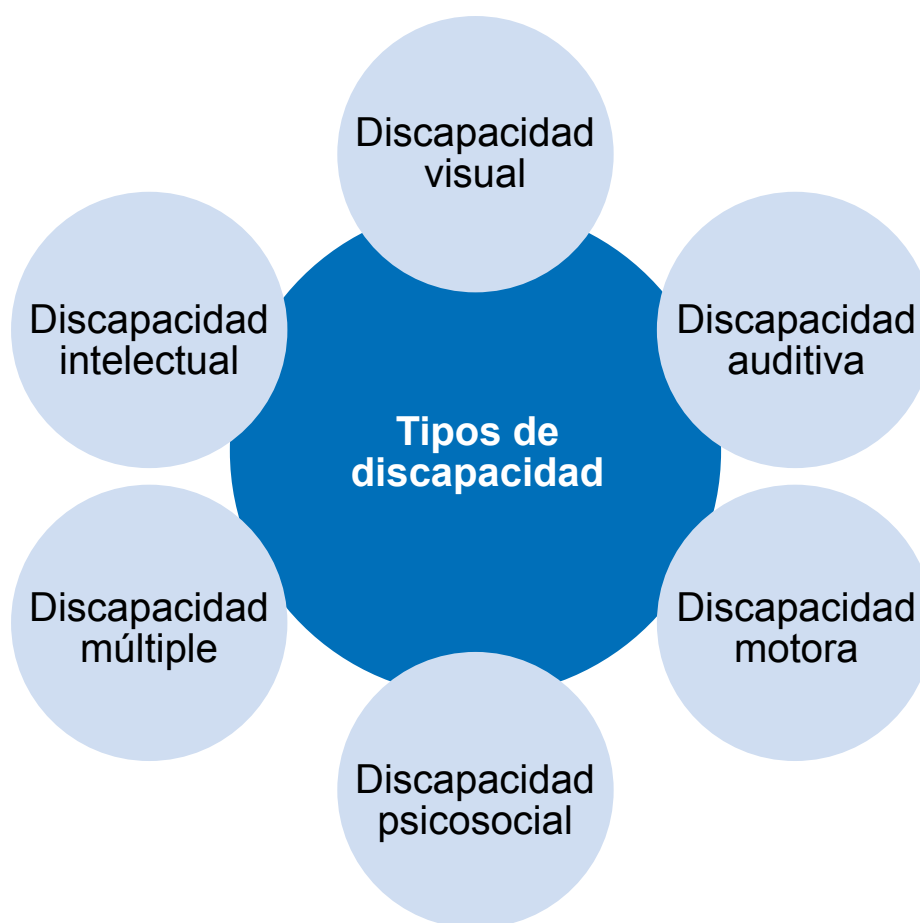 Discapacidad
visual
Discapacidad
intelectual
Discapacidad
auditiva
Tipos de
discapacidad
Discapacidad
múltiple
Discapacidad
motora
Discapacidad
psicosocial